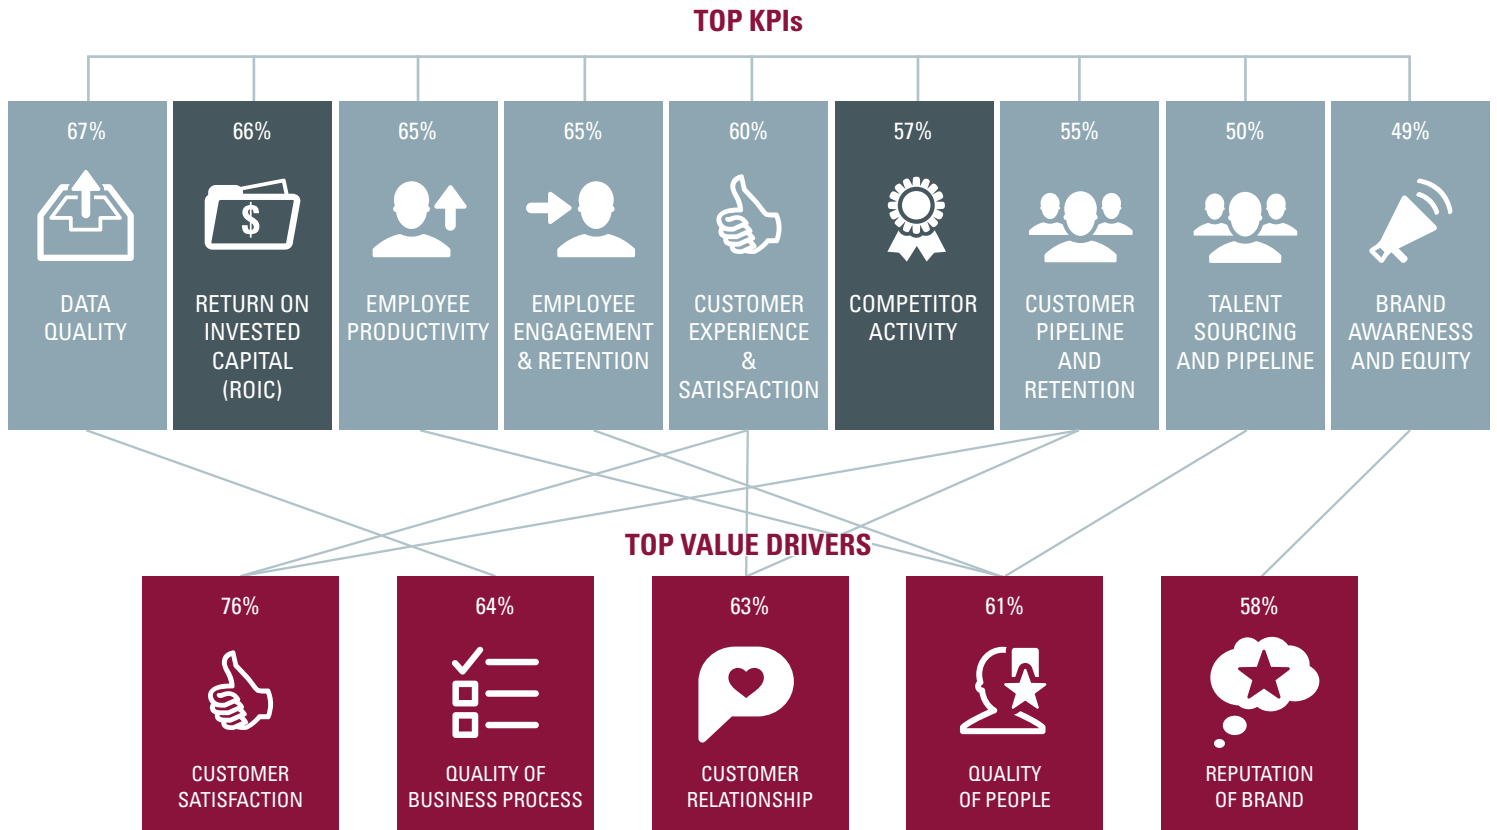 TOP KPIs
67%
66%
65%
65%
60%
57%
55%
50%
49%
$
DATA
QUALITY
RETURN ON
INVESTED
CAPITAL
(ROIC)
EMPLOYEE
PRODUCTIVITY
EMPLOYEE
ENGAGEMENT
& RETENTION
CUSTOMER
EXPERIENCE
&
SATISFACTION
COMPETITOR
ACTIVITY
CUSTOMER
PIPELINE
AND
RETENTION
TALENT
SOURCING
AND PIPELINE
BRAND
AWARENESS
AND EQUITY
TOP VALUE DRIVERS
76%
64%
63%
61%
58%
CUSTOMER
SATISFACTION
QUALITY OF
BUSINESS PROCESS
CUSTOMER
RELATIONSHIP
QUALITY
OF PEOPLE
REPUTATION
OF BRAND